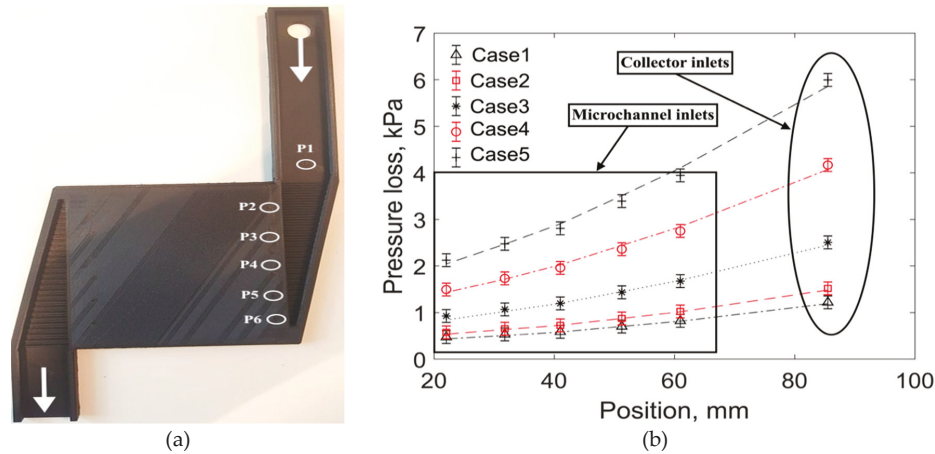 P1
P2
P3
P4
P5
P6
(a)
7
6
5
4
3
2
1
0
Pressure loss, kPa
Case1
Case2
Case3
Case4
Case5
Collector inlets
Microchannel inlets
20 40 60 80 100
Position, mm
(b)